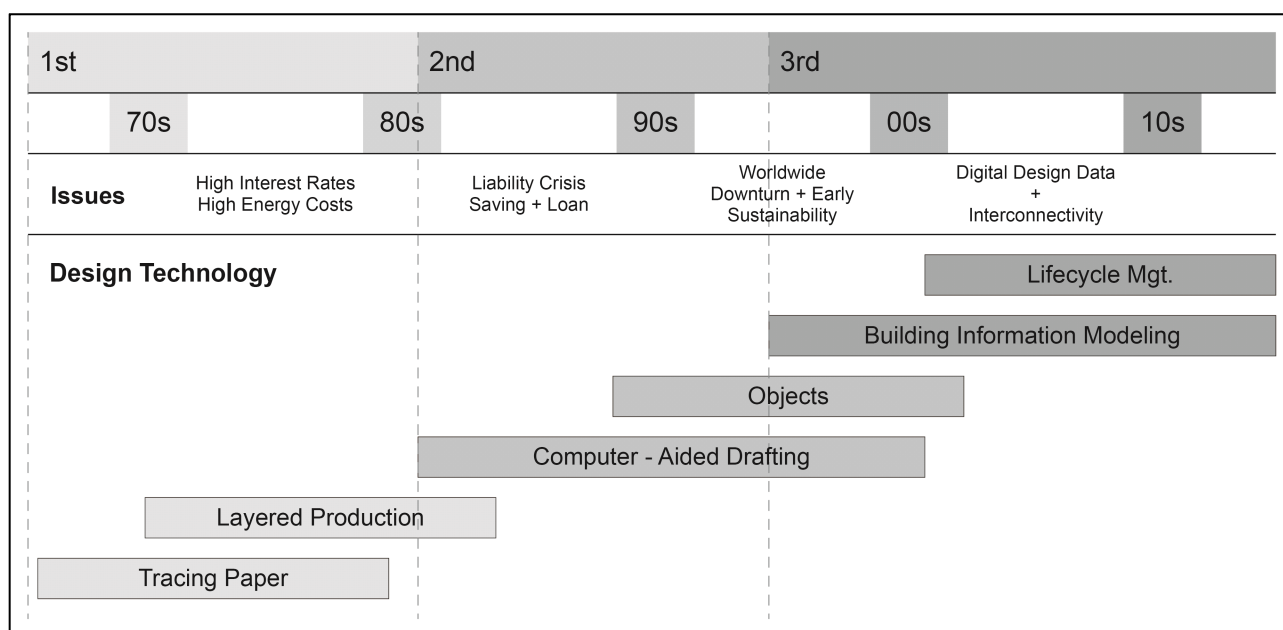 1st 2nd 3rd
70s 80s 90s 00s 10s
Issues
High Interest Rates
High Energy Costs
Liability Crisis
Saving + Loan
Worldwide
Downturn + Early
Sustainability
Digital Design Data
+
Interconnectivity
Design Technology
Lifecycle Mgt.
Building Information Modeling
Objects
Computer - Aided Drafting
Layered Production
Tracing Paper